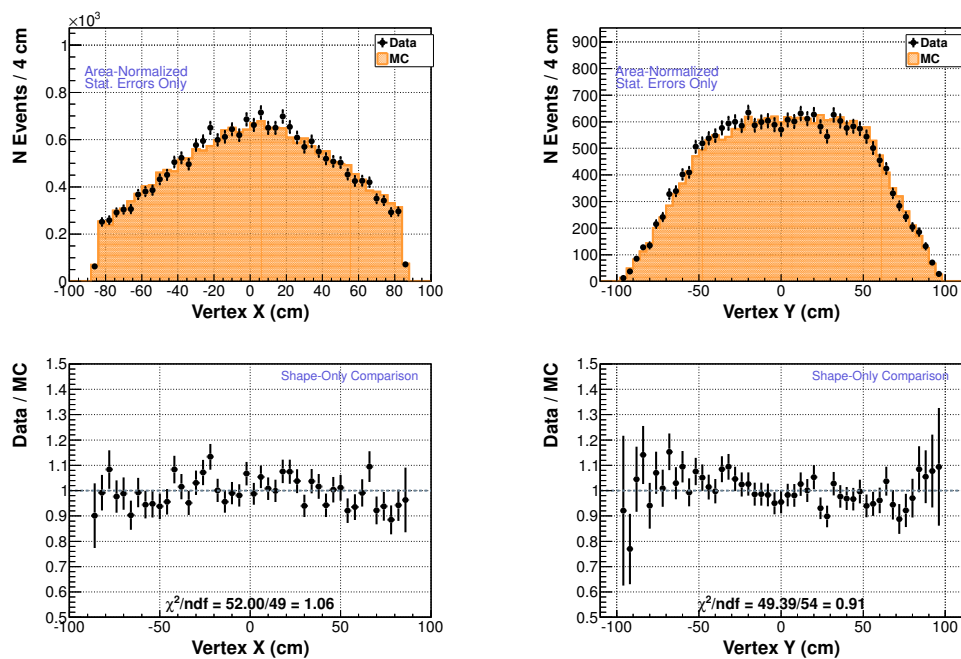 ×10³
N Events / 4 cm
1
0.8
0.6
0.4
0.2
0
Data
MC
Area-Normalized
Stat. Errors Only
-100 -80 -60 -40 -20 0 20 40 60 80 100
Vertex X (cm)
N Events / 4 cm
900
800
700
600
500
400
300
200
100
0
Data
MC
Area-Normalized
Stat. Errors Only
-100 -50 0 50 100
Vertex Y (cm)
Data / MC
1.5
1.4
1.3
1.2
1.1
1
0.9
0.8
0.7
0.6
0.5
Shape-Only Comparison
χ²/ndf = 52.00/49 = 1.06
-100 -50 0 50 100
Vertex X (cm)
Data / MC
1.5
1.4
1.3
1.2
1.1
1
0.9
0.8
0.7
0.6
0.5
Shape-Only Comparison
χ²/ndf = 49.39/54 = 0.91
-100 -50 0 50 100
Vertex Y (cm)